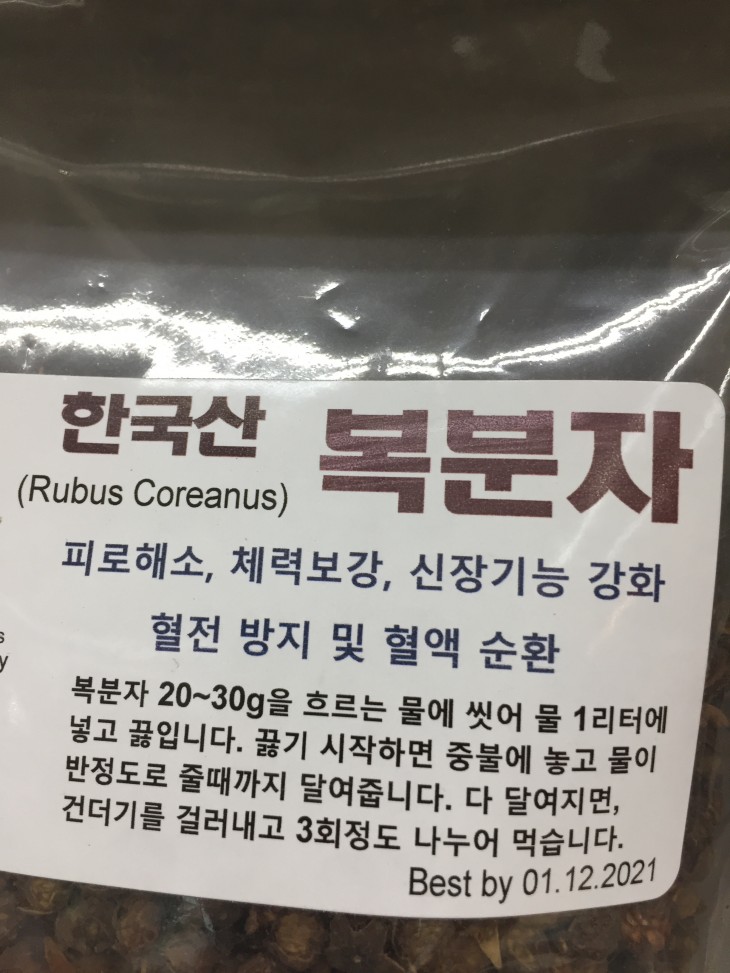 한국산 복분자
(Rubus Coreanus)
피로해소, 체력보강, 신장기능 강화
혈전 방지 및 혈액 순환
복분자 20~30g을 흐르는 물에 씻어 물 1리터에
넣고 끓입니다. 끓기 시작하면 중불에 놓고 물이
반정도로 줄때까지 달여줍니다. 다 달여지면,
건더기를 걸러내고 3회정도 나누어 먹습니다.
Best by 01.12.2021